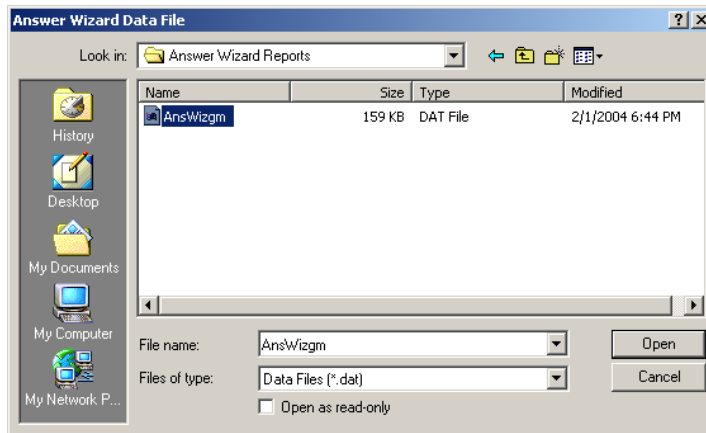 Answer Wizard Data File
Look in: Answer Wizard Reports
Name Size Type Modified
AnsWizgm 159 KB DAT File 2/1/2004 6:44 PM
History
Desktop
My Documents
My Computer
My Network P...
File name: AnsWizgm Open
Files of type: Data Files (*.dat) Cancel
Open as read-only